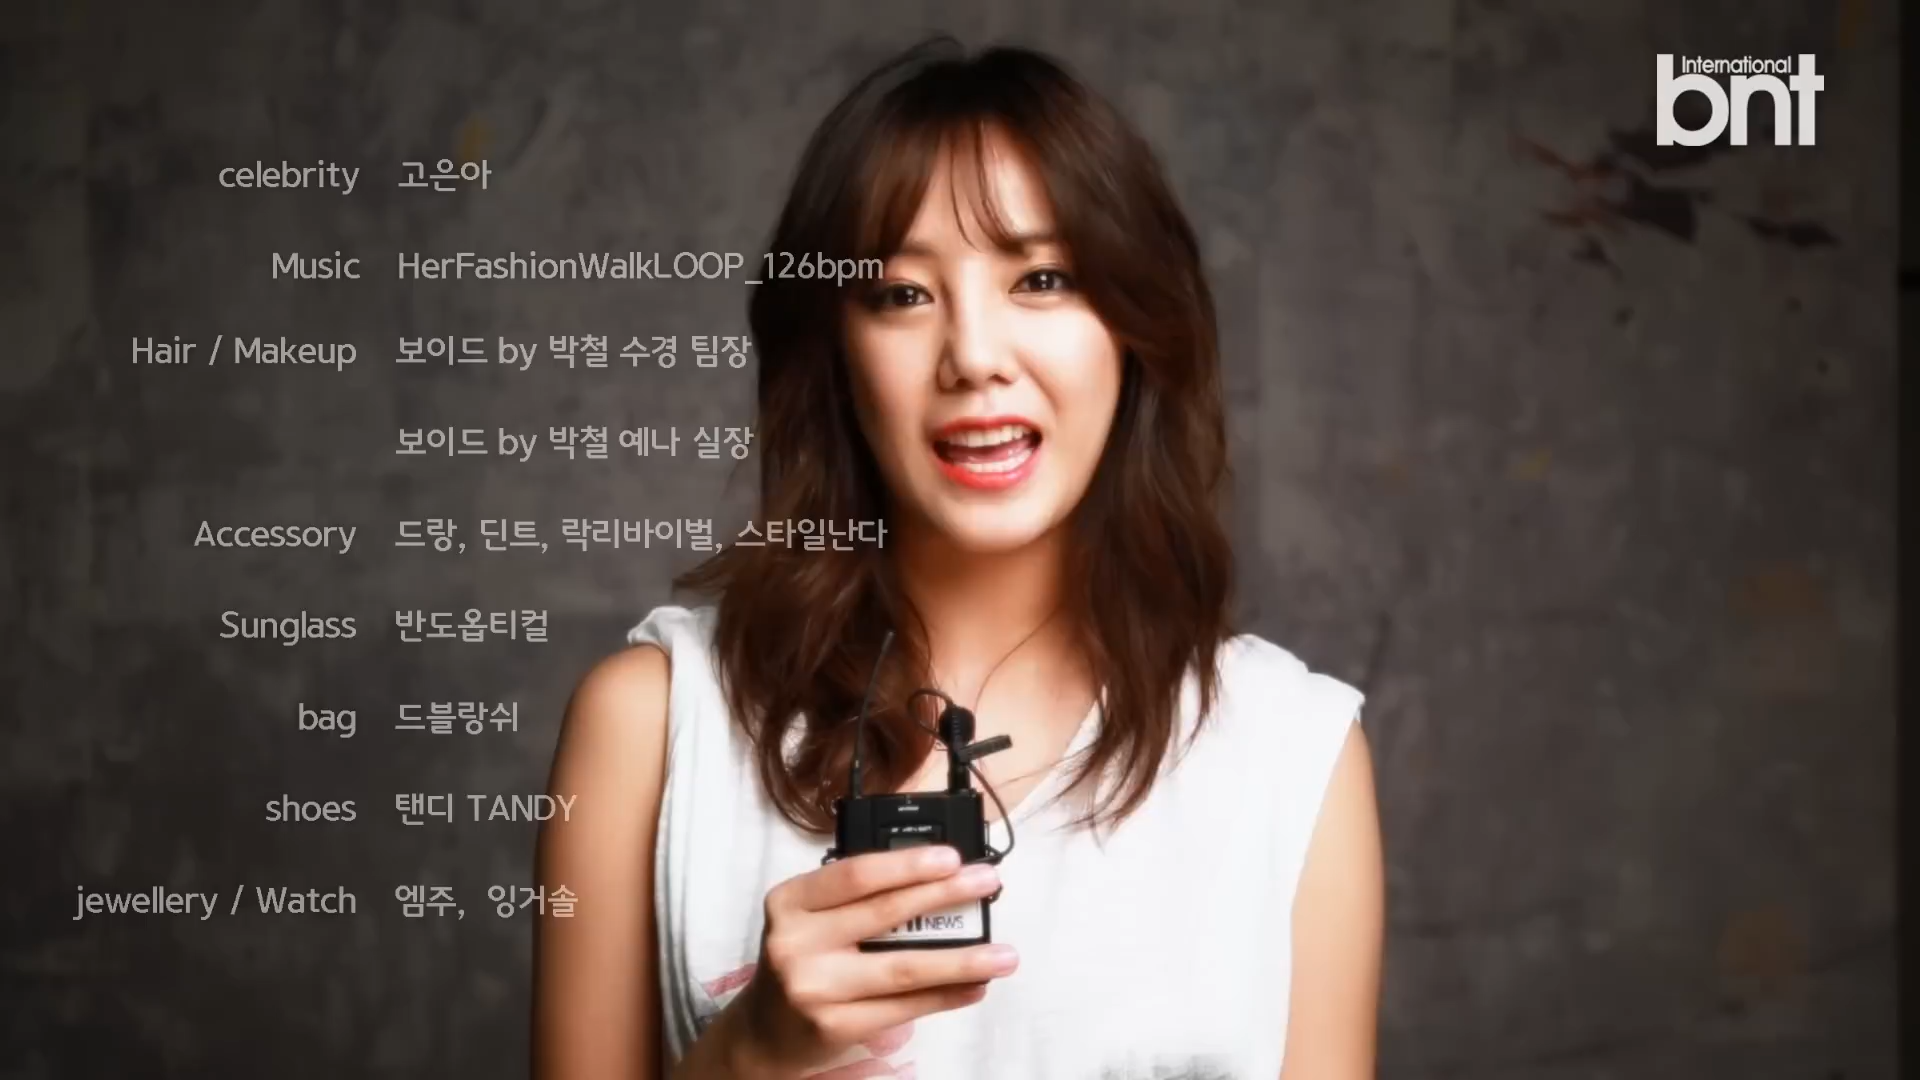 International
bnt
celebrity 고은아
Music HerFashionWalkLOOP_126bpm
Hair / Makeup 보이드 by 박철 수경 팀장
보이드 by 박철 예나 실장
Accessory 드랑, 딘트, 락리바이벌, 스타일난다
Sunglass 반도옵티컬
bag 드블랑쉬
shoes 탠디 TANDY
jewellery / Watch 엠주, 잉거솔
NEWS